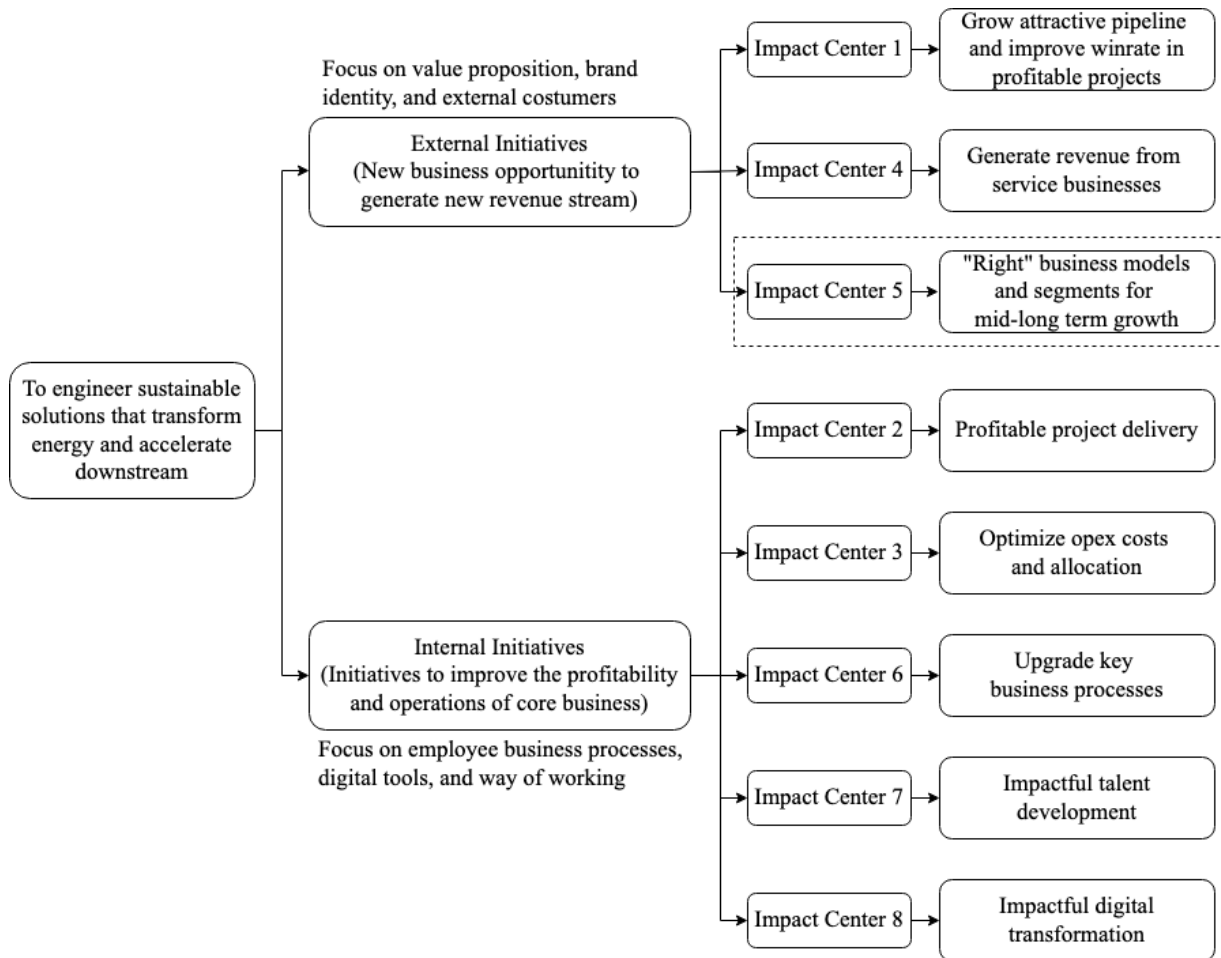 To engineer sustainable
solutions that transform
energy and accelerate
downstream
Focus on value proposition, brand
identity, and external costumers
External Initiatives
(New business opportunitity to
generate new revenue stream)
Impact Center 1
Grow attractive pipeline
and improve winrate in
profitable projects
Impact Center 4
Generate revenue from
service businesses
Impact Center 5
"Right" business models
and segments for
mid-long term growth
Internal Initiatives
(Initiatives to improve the profitability
and operations of core business)
Focus on employee business processes,
digital tools, and way of working
Impact Center 2
Profitable project delivery
Impact Center 3
Optimize opex costs
and allocation
Impact Center 6
Upgrade key
business processes
Impact Center 7
Impactful talent
development
Impact Center 8
Impactful digital
transformation